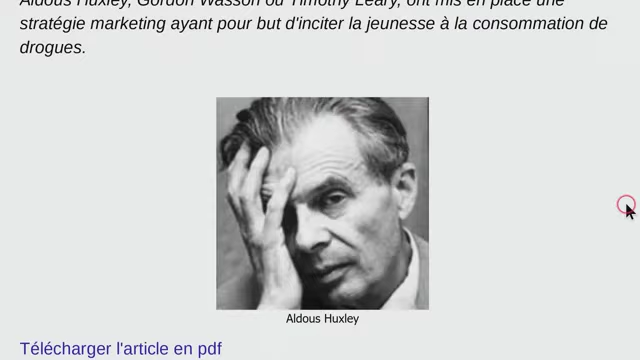 Aldous Huxley, Gordon Wasson ou Timothy Leary, ont mis en place une
stratégie marketing ayant pour but d'inciter la jeunesse à la consommation de
drogues.
Aldous Huxley
Télécharger l'article en pdf